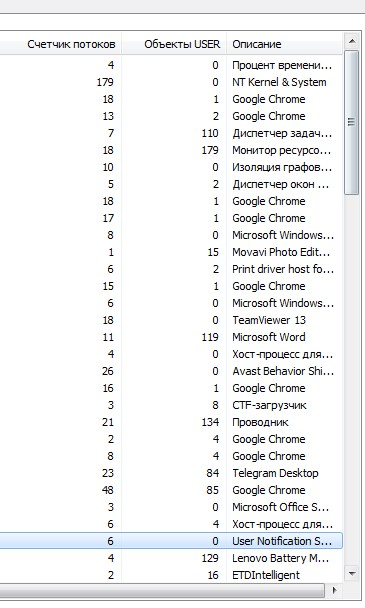 Счетчик потоков Объекты USER Описание
4 0 Процент времени...
179 0 NT Kernel & System
18 1 Google Chrome
13 2 Google Chrome
7 110 Диспетчер задач...
18 179 Монитор ресурсо...
10 0 Изоляция графов...
5 2 Диспетчер окон ...
18 1 Google Chrome
17 1 Google Chrome
8 0 Microsoft Windows...
1 15 Movavi Photo Edit...
6 2 Print driver host fo...
15 1 Google Chrome
6 0 Microsoft Windows...
18 0 TeamViewer 13
11 119 Microsoft Word
4 0 Хост-процесс для...
26 0 Avast Behavior Shi...
16 1 Google Chrome
3 8 CTF-загрузчик
21 134 Проводник
2 4 Google Chrome
8 4 Google Chrome
23 84 Telegram Desktop
48 85 Google Chrome
3 0 Microsoft Office S...
6 4 Хост-процесс для...
6 0 User Notification S...
4 129 Lenovo Battery M...
2 16 ETDIntelligent